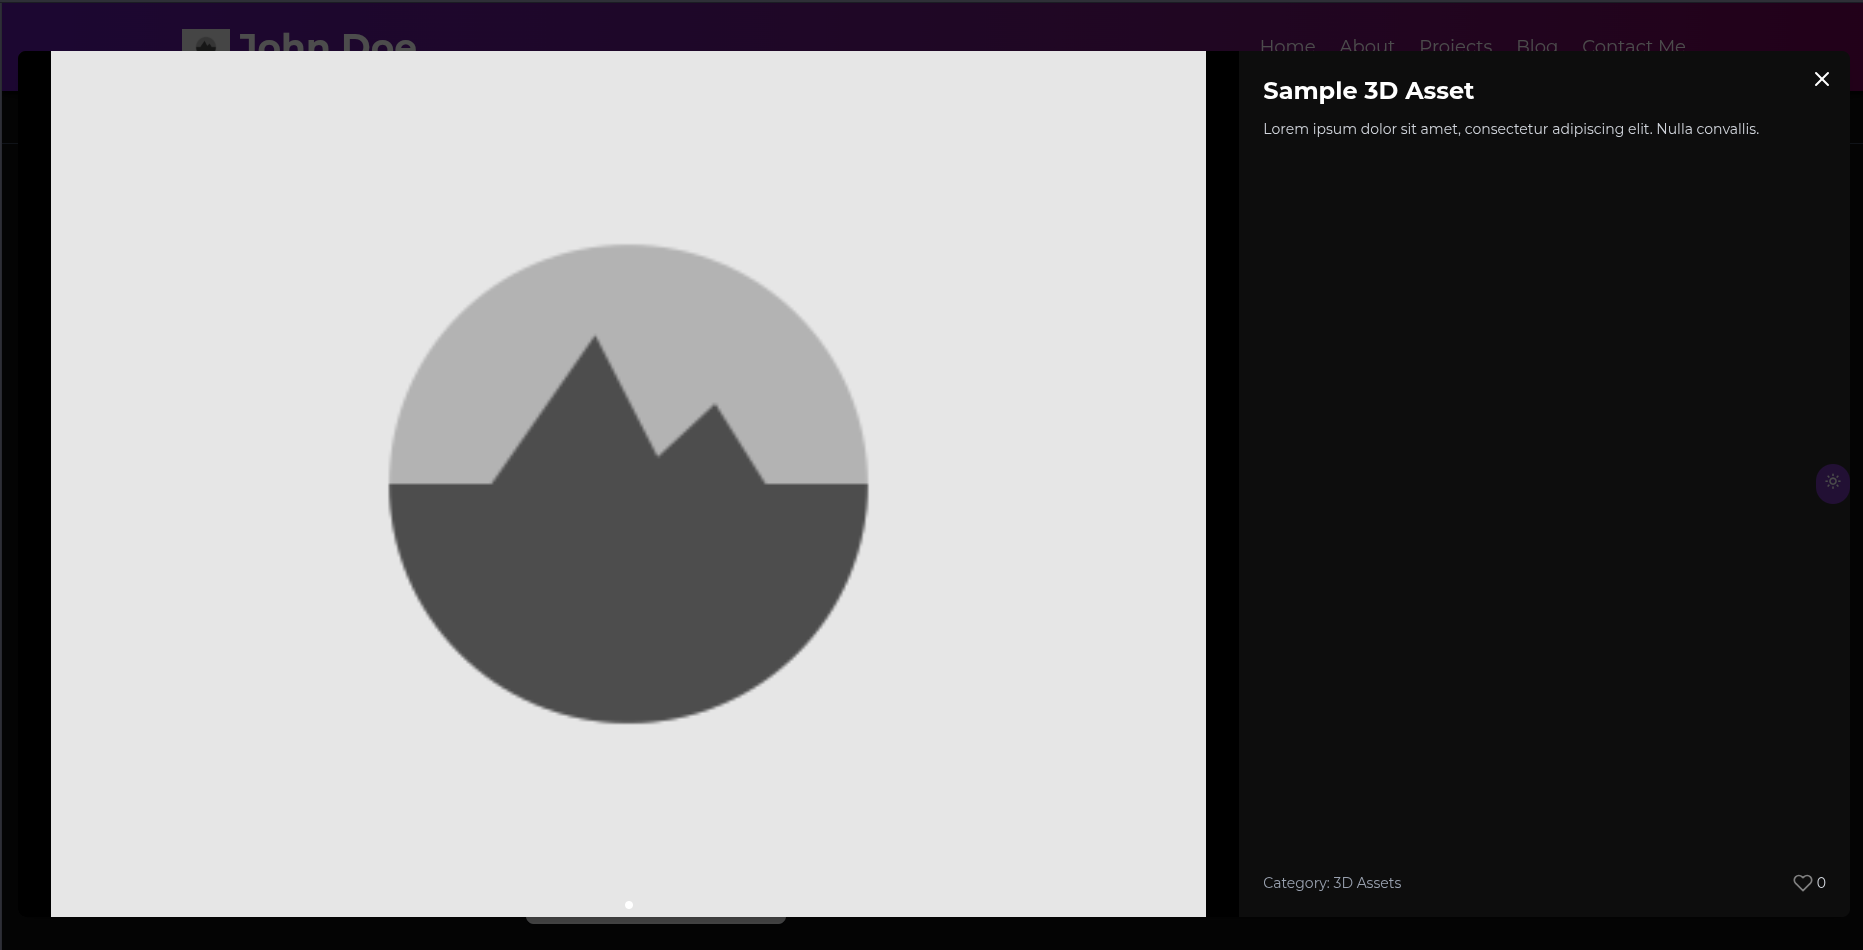 John Doe
Home About Projects Blog Contact Me
Sample 3D Asset
Lorem ipsum dolor sit amet, consectetur adipiscing elit. Nulla convallis.
Category: 3D Assets
0